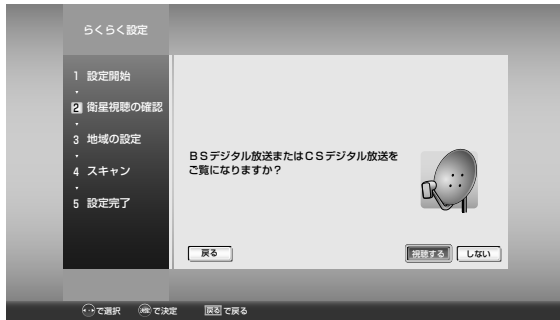 らくらく設定
1 設定開始
2 衛星視聴の確認
3 地域の設定
4 スキャン
5 設定完了
BSデジタル放送またはCSデジタル放送を
ご覧になりますか?
戻る 視聴する しない
で選択 決定 で決定 戻る で戻る